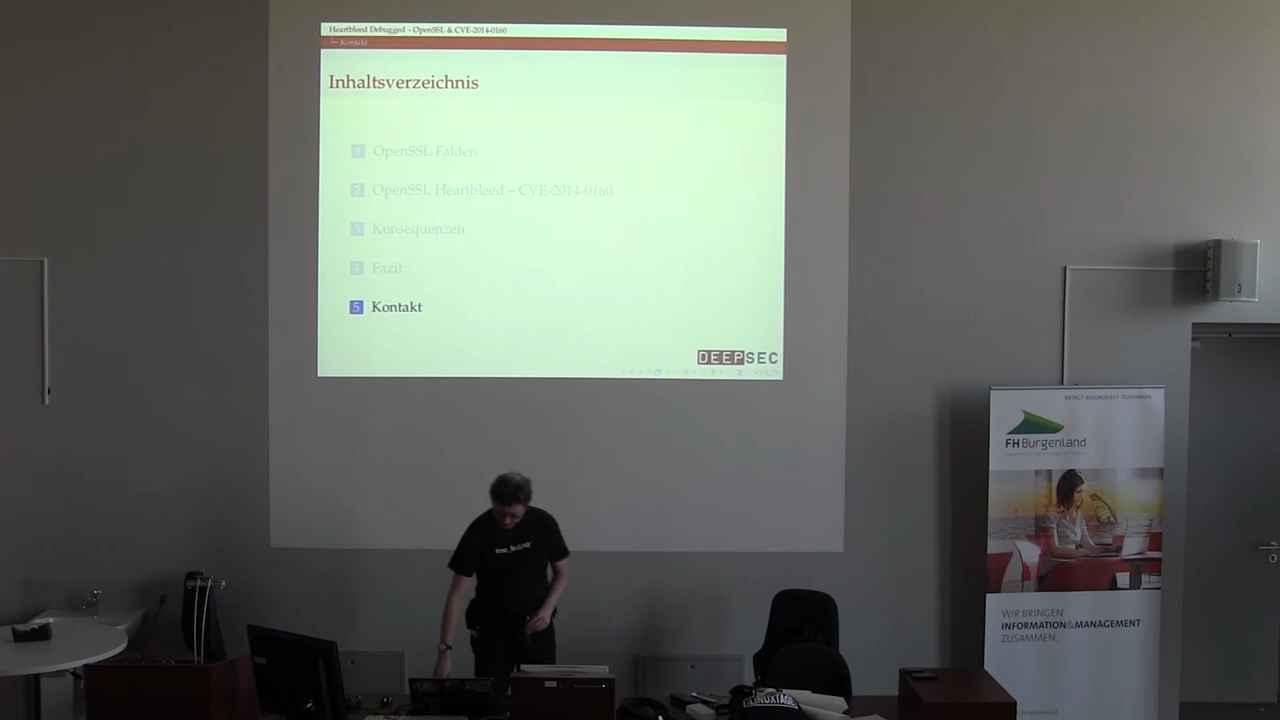 Heartbleed Debugged – OpenSSL & CVE-2014-0160
Kontakt
Inhaltsverzeichnis
1 OpenSSL Fakten
2 OpenSSL Heartbleed – CVE-2014-0160
3 Konsequenzen
4 Fazit
5 Kontakt
DEEPSEC
BRINGT BESONDERES ZUSAMMEN
FH Burgenland
WIR BRINGEN
INFORMATION&MANAGEMENT
ZUSAMMEN.
LINUXTAGE